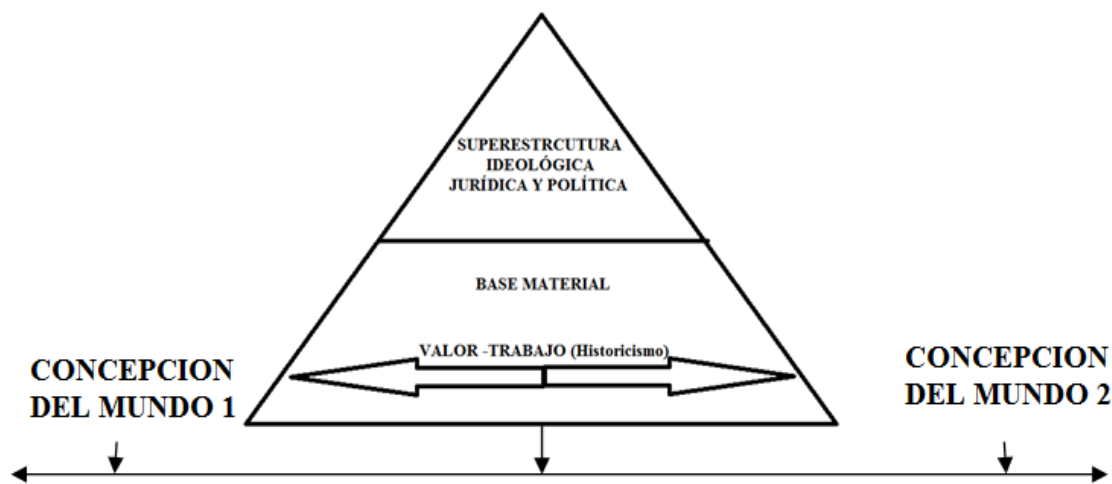 SUPERESTRCUTURA
IDEOLÓGICA
JURÍDICA Y POLÍTICA
BASE MATERIAL
VALOR -TRABAJO (Historicismo)
CONCEPCION
DEL MUNDO 1
CONCEPCION
DEL MUNDO 2